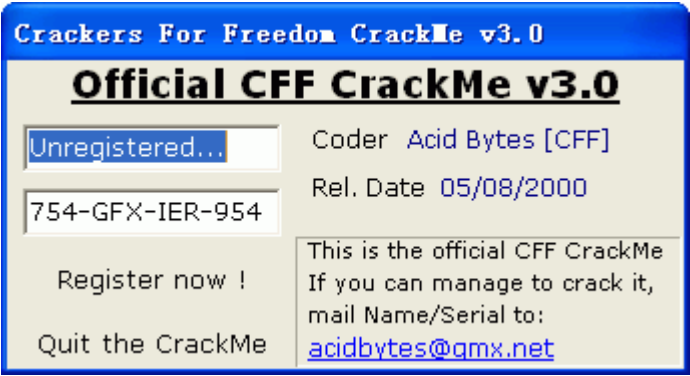 Crackers For Freedom CrackMe v3.0
Official CFF CrackMe v3.0
Unregistered...
Coder Acid Bytes [CFF]
754-GFX-IER-954
Rel. Date 05/08/2000
Register now !
Quit the CrackMe
This is the official CFF CrackMe
If you can manage to crack it,
mail Name/Serial to:
acidbytes@gmx.net